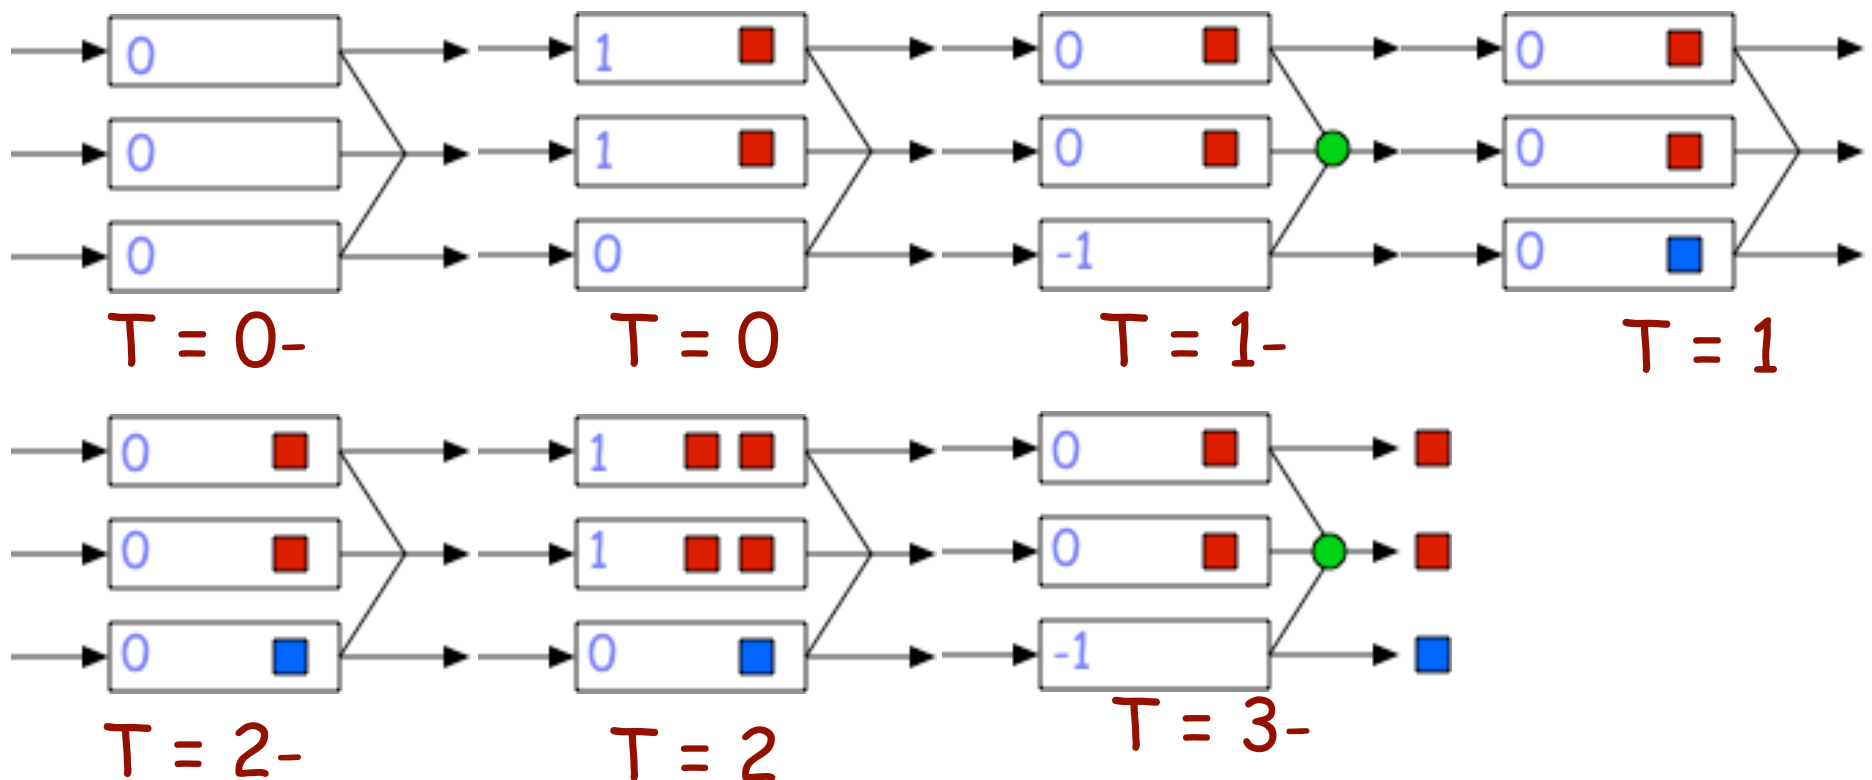 0 1 0 0
0 1 0 0
0 0 -1 0
T = 0- T = 0 T = 1- T = 1
0 1 0
0 1 0
0 0 -1
T = 2- T = 2 T = 3-